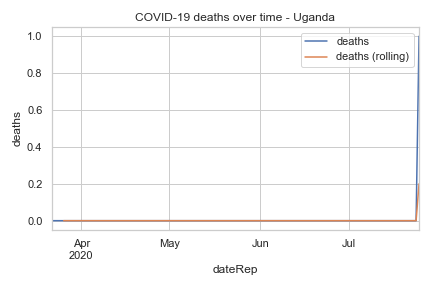 COVID-19 deaths over time - Uganda
deaths
deaths (rolling)
1.0
0.8
0.6
0.4
0.2
0.0
deaths
Apr
2020
May
Jun
Jul
dateRep